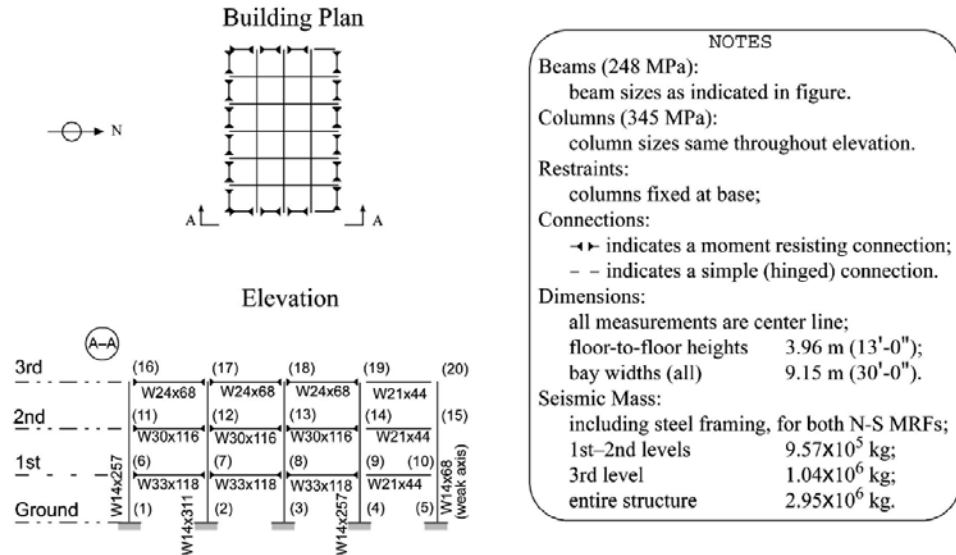 Building Plan
N
A
A
Elevation
A–A
3rd
(16)
(17)
(18)
(19)
(20)
W24x68
W24x68
W24x68
W21x44
2nd
(11)
(12)
(13)
(14)
(15)
W30x116
W30x116
W30x116
W21x44
1st
(6)
(7)
(8)
(9)
(10)
W33x118
W33x118
W33x118
W21x44
Ground
(1)
(2)
(3)
(4)
(5)
W14x257
W14x311
W14x257
W14x68
(weak axis)
NOTES
Beams (248 MPa):
beam sizes as indicated in figure.
Columns (345 MPa):
column sizes same throughout elevation.
Restraints:
columns fixed at base;
Connections:
indicates a moment resisting connection;
– – indicates a simple (hinged) connection.
Dimensions:
all measurements are center line;
floor-to-floor heights 3.96 m (13'-0");
bay widths (all) 9.15 m (30'-0").
Seismic Mass:
including steel framing, for both N-S MRFs;
1st–2nd levels 9.57X10⁵ kg;
3rd level 1.04X10⁶ kg;
entire structure 2.95X10⁶ kg.